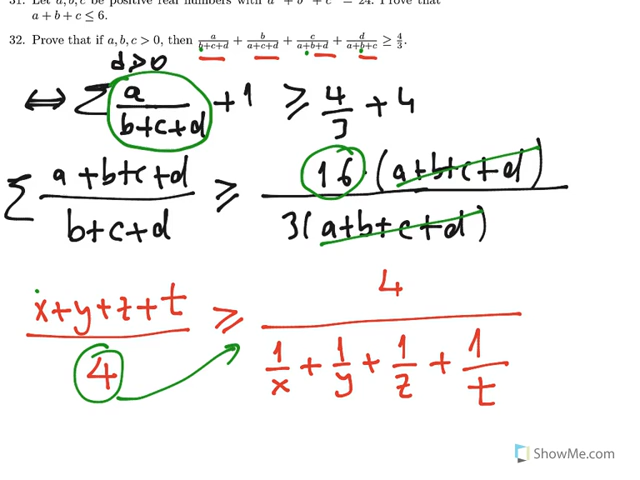 a + b + c ≤ 6.
32. Prove that if a, b, c > 0, then a/(b+c+d) + b/(a+c+d) + c/(a+b+d) + d/(a+b+c) ≥ 4/3.
d>0
⟺ Σ a/(b+c+d) + 1 ≥ 4/3 + 4
Σ (a+b+c+d)/(b+c+d) ≥ 16(a+b+c+d)/3(a+b+c+d)
(x+y+z+t)/4 ≥ 4/(1/x + 1/y + 1/z + 1/t)
ShowMe.com